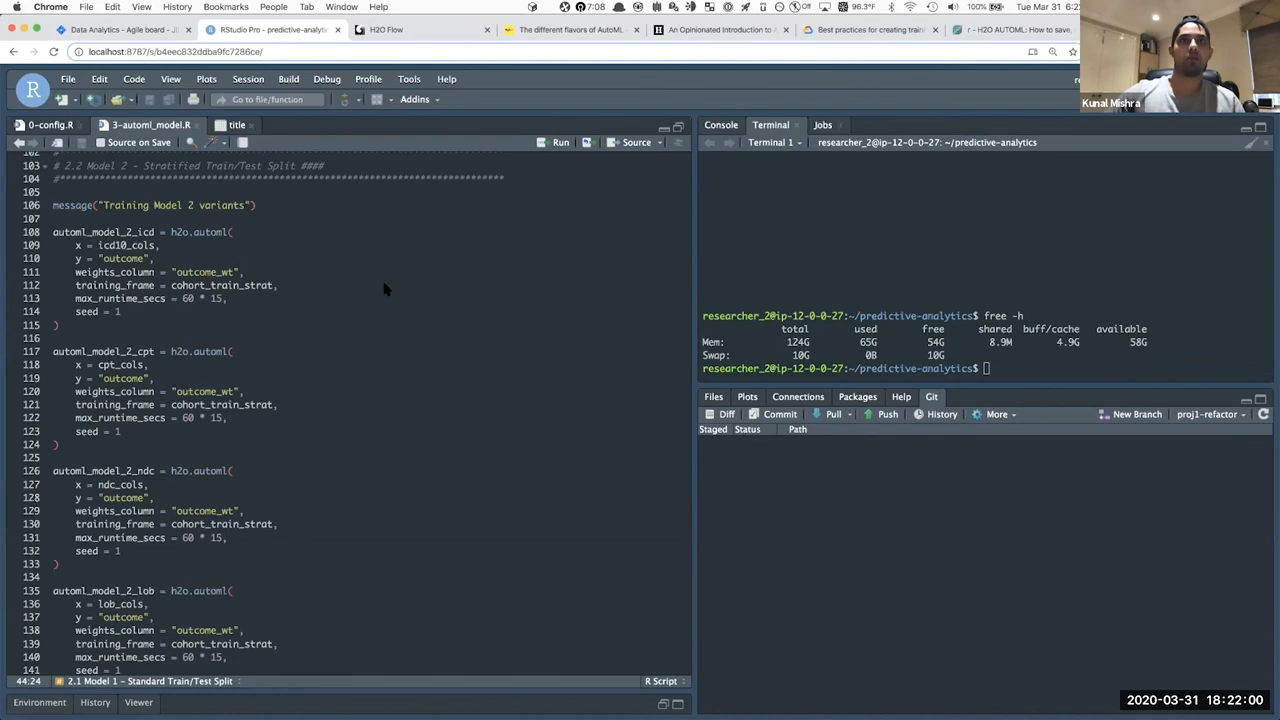 Chrome File Edit View History Bookmarks People Tab Window Help 7:08 96.3°F 100% Tue Mar 31 6:2
Data Analytics - Agile board - JI RStudio Pro - predictive-analytic H2O Flow The different flavors of AutoML An Opinionated Introduction to A Best practices for creating train r - H2O AUTOML: How to save,
localhost:8787/s/b4eec832ddba9fc7286ce/
R File Edit Code View Plots Session Build Debug Profile Tools Help
Go to file/function Addins
Kunal Mishra
0-config.R 3-automl_model.R title
Source on Save Run Source
102
103 # 2.2 Model 2 - Stratified Train/Test Split ####
104 #********************************************************************************
105
106 message("Training Model 2 variants")
107
108 automl_model_2_icd = h2o.automl(
109 x = icd10_cols,
110 y = "outcome",
111 weights_column = "outcome_wt",
112 training_frame = cohort_train_strat,
113 max_runtime_secs = 60 * 15,
114 seed = 1
115 )
116
117 automl_model_2_cpt = h2o.automl(
118 x = cpt_cols,
119 y = "outcome",
120 weights_column = "outcome_wt",
121 training_frame = cohort_train_strat,
122 max_runtime_secs = 60 * 15,
123 seed = 1
124 )
125
126 automl_model_2_ndc = h2o.automl(
127 x = ndc_cols,
128 y = "outcome",
129 weights_column = "outcome_wt",
130 training_frame = cohort_train_strat,
131 max_runtime_secs = 60 * 15,
132 seed = 1
133 )
134
135 automl_model_2_lob = h2o.automl(
136 x = lob_cols,
137 y = "outcome",
138 weights_column = "outcome_wt",
139 training_frame = cohort_train_strat,
140 max_runtime_secs = 60 * 15,
141 seed = 1
44:24 2.1 Model 1 - Standard Train/Test Split R Script
Environment History Viewer
Console Terminal Jobs
Terminal 1 researcher_2@ip-12-0-0-27: ~/predictive-analytics
researcher_2@ip-12-0-0-27:~/predictive-analytics$ free -h
total used free shared buff/cache available
Mem: 124G 65G 54G 8.9M 4.9G 58G
Swap: 10G 0B 10G
researcher_2@ip-12-0-0-27:~/predictive-analytics$
Files Plots Connections Packages Help Git
Diff Commit Pull Push History More New Branch proj1-refactor
Staged Status Path
2020-03-31 18:22:00